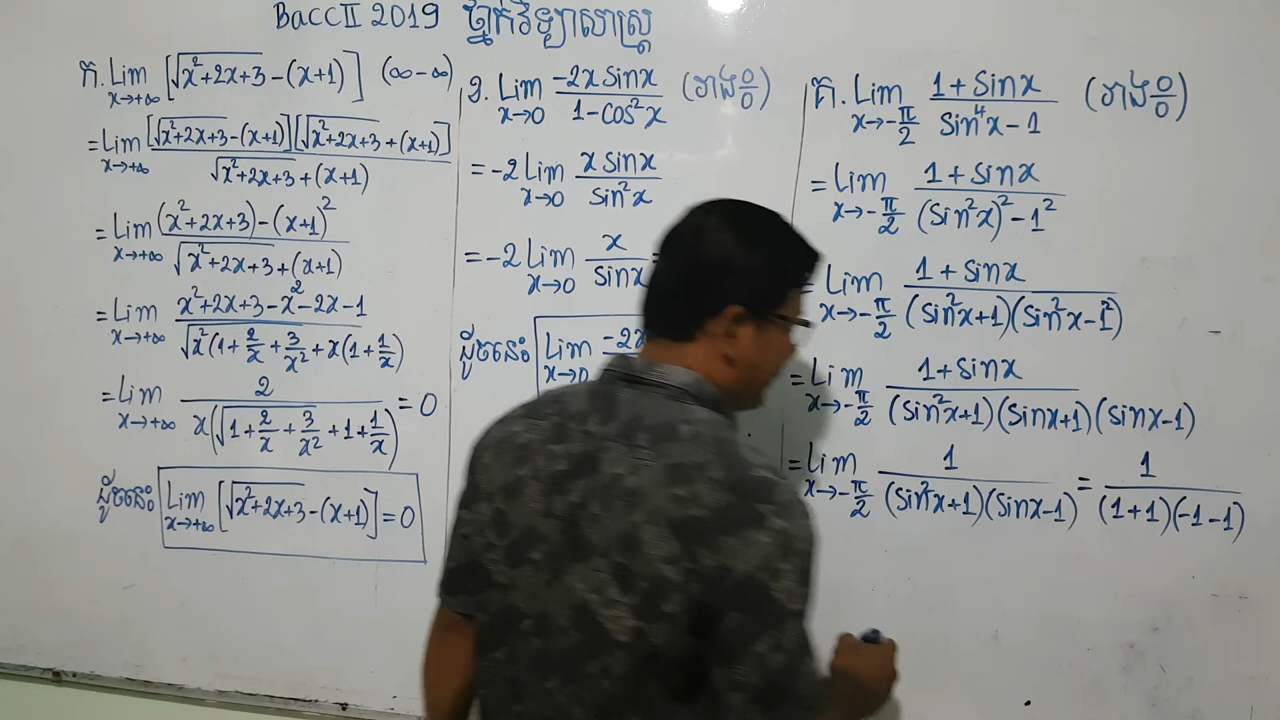 BaccII 2019 ថ្នាក់វិទ្យាសាស្ត្រ
ក. Lim x→+∞ [√(x²+2x+3) - (x+1)] (∞-∞)
= Lim x→+∞ [√(x²+2x+3) - (x+1)][√(x²+2x+3) + (x+1)] / √(x²+2x+3) + (x+1)
= Lim x→+∞ (x²+2x+3) - (x+1)² / √(x²+2x+3) + (x+1)
= Lim x→+∞ x²+2x+3-x²-2x-1 / √(x²(1+2/x+3/x²)) + x(1+1/x)
= Lim x→+∞ 2 / x(√(1+2/x+3/x²) + 1 + 1/x) = 0
ដូចនេះ Lim x→+∞ [√(x²+2x+3) - (x+1)] = 0
ខ. Lim x→0 -2x sinx / 1-cos²x (រាង 0/0)
= -2 Lim x→0 x sinx / sin²x
= -2 Lim x→0 x / sinx =
ដូចនេះ Lim x→0 -2x
គ. Lim x→-π/2 1+sinx / sin⁴x-1 (រាង 0/0)
= Lim x→-π/2 1+sinx / (sin²x)²-1²
= Lim x→-π/2 1+sinx / (sin²x+1)(sin²x-1²)
= Lim x→-π/2 1+sinx / (sin²x+1)(sinx+1)(sinx-1)
= Lim x→-π/2 1 / (sin²x+1)(sinx-1) = 1 / (1+1)(-1-1)